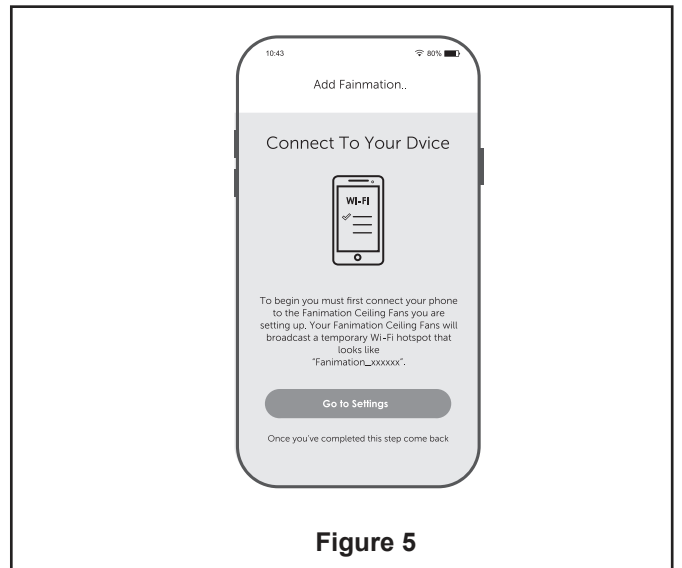 10:43 80%
Add Fainmation..
Connect To Your Dvice
WI-FI
To begin you must first connect your phone
to the Fanimation Ceiling Fans you are
setting up. Your Fanimation Ceiling Fans will
broadcast a temporary Wi-Fi hotspot that
looks like
"Fanimation_xxxxxx".
Go to Settings
Once you've completed this step come back
Figure 5